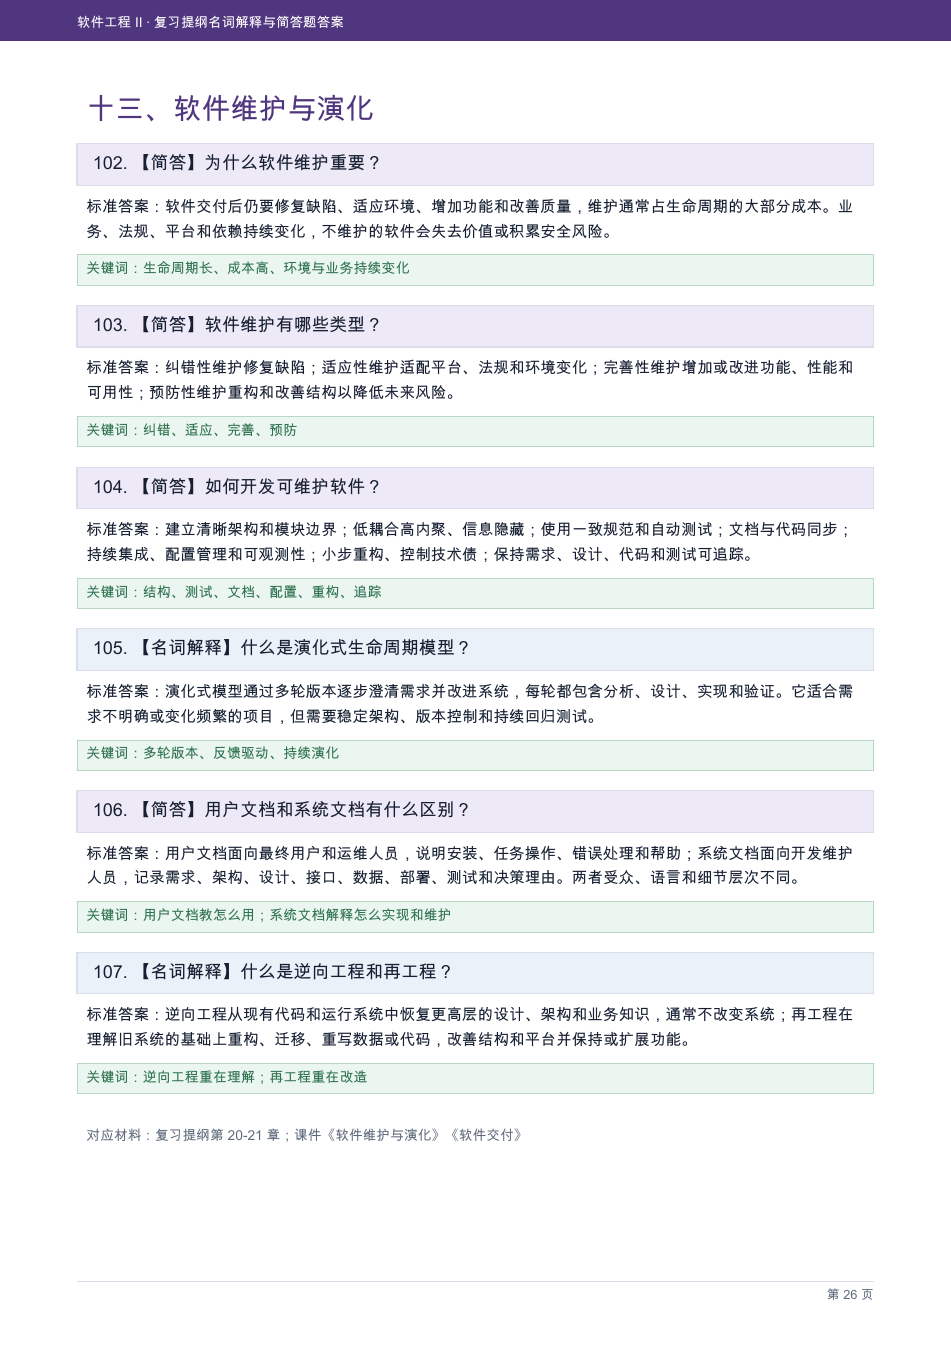 软件工程 II · 复习提纲名词解释与简答题答案
十三、软件维护与演化
102. 【简答】为什么软件维护重要？
标准答案：软件交付后仍要修复缺陷、适应环境、增加功能和改善质量，维护通常占生命周期的大部分成本。业
务、法规、平台和依赖持续变化，不维护的软件会失去价值或积累安全风险。
关键词：生命周期长、成本高、环境与业务持续变化
103. 【简答】软件维护有哪些类型？
标准答案：纠错性维护修复缺陷；适应性维护适配平台、法规和环境变化；完善性维护增加或改进功能、性能和
可用性；预防性维护重构和改善结构以降低未来风险。
关键词：纠错、适应、完善、预防
104. 【简答】如何开发可维护软件？
标准答案：建立清晰架构和模块边界；低耦合高内聚、信息隐藏；使用一致规范和自动测试；文档与代码同步；
持续集成、配置管理和可观测性；小步重构、控制技术债；保持需求、设计、代码和测试可追踪。
关键词：结构、测试、文档、配置、重构、追踪
105. 【名词解释】什么是演化式生命周期模型？
标准答案：演化式模型通过多轮版本逐步澄清需求并改进系统，每轮都包含分析、设计、实现和验证。它适合需
求不明确或变化频繁的项目，但需要稳定架构、版本控制和持续回归测试。
关键词：多轮版本、反馈驱动、持续演化
106. 【简答】用户文档和系统文档有什么区别？
标准答案：用户文档面向最终用户和运维人员，说明安装、任务操作、错误处理和帮助；系统文档面向开发维护
人员，记录需求、架构、设计、接口、数据、部署、测试和决策理由。两者受众、语言和细节层次不同。
关键词：用户文档教怎么用；系统文档解释怎么实现和维护
107. 【名词解释】什么是逆向工程和再工程？
标准答案：逆向工程从现有代码和运行系统中恢复更高层的设计、架构和业务知识，通常不改变系统；再工程在
理解旧系统的基础上重构、迁移、重写数据或代码，改善结构和平台并保持或扩展功能。
关键词：逆向工程重在理解；再工程重在改造
对应材料：复习提纲第 20-21 章；课件《软件维护与演化》《软件交付》
第 26 页